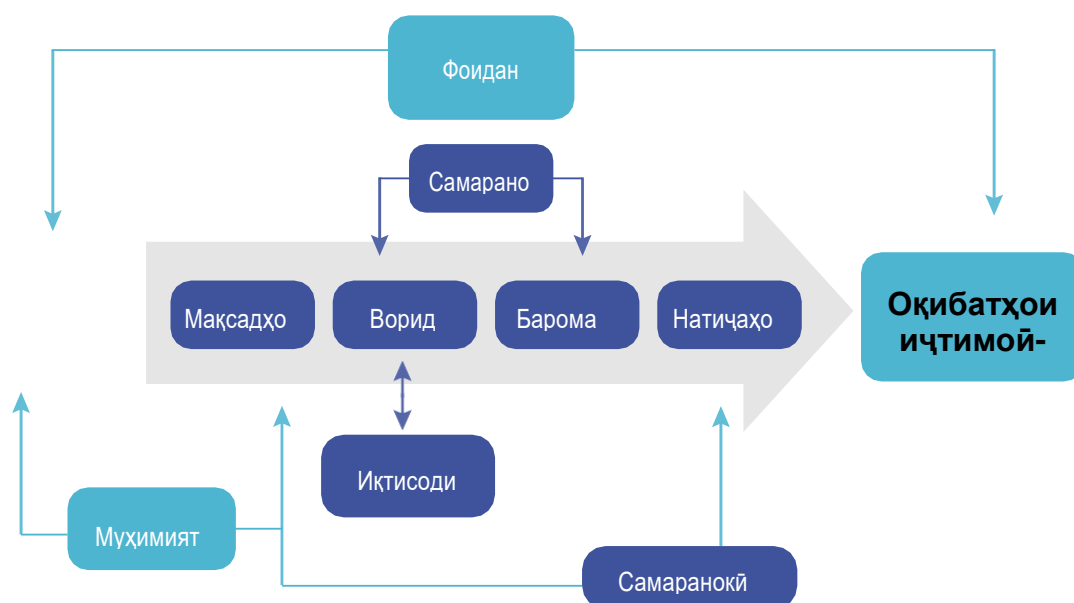 Фоидан
Самарано
Мақсадҳо
Ворид
Барома
Натиҷаҳо
Оқибатҳои
иҷтимоӣ-
Иқтисоди
Муҳимият
Самаранокӣ